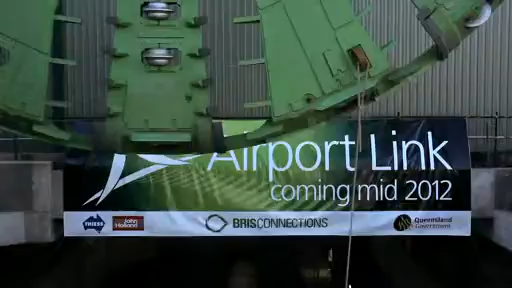 Airport Link
coming mid 2012
THIESS
John Holland
BRISCONNECTIONS
Queensland Government